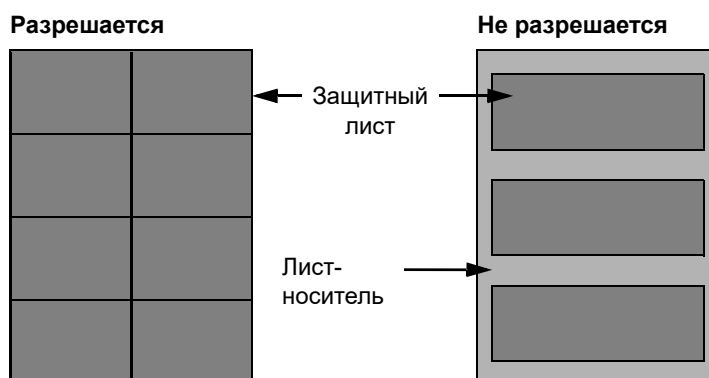 Разрешается
Не разрешается
Защитный
лист
Лист-
носитель